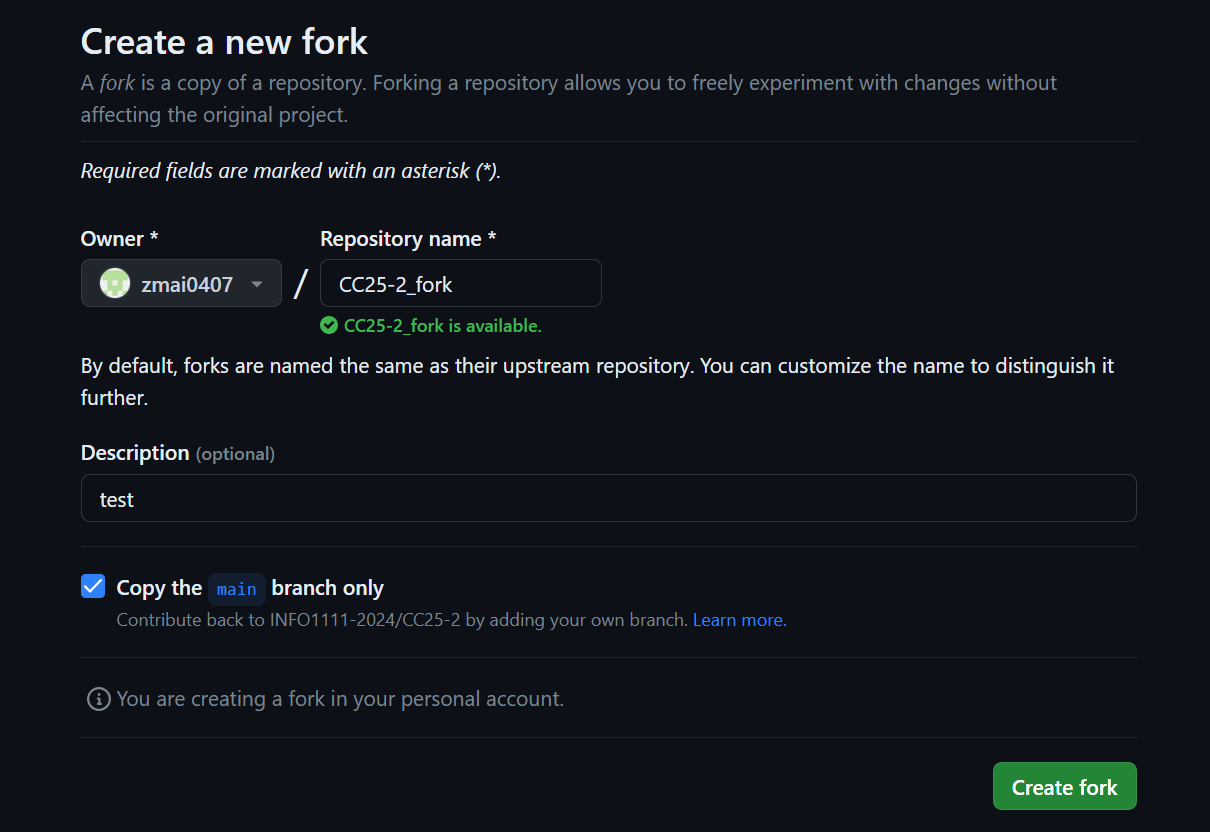 Create a new fork
A fork is a copy of a repository. Forking a repository allows you to freely experiment with changes without
affecting the original project.
Required fields are marked with an asterisk (*).
Owner * Repository name *
zmai0407 / CC25-2_fork
CC25-2_fork is available.
By default, forks are named the same as their upstream repository. You can customize the name to distinguish it
further.
Description (optional)
test
Copy the main branch only
Contribute back to INFO1111-2024/CC25-2 by adding your own branch. Learn more.
You are creating a fork in your personal account.
Create fork